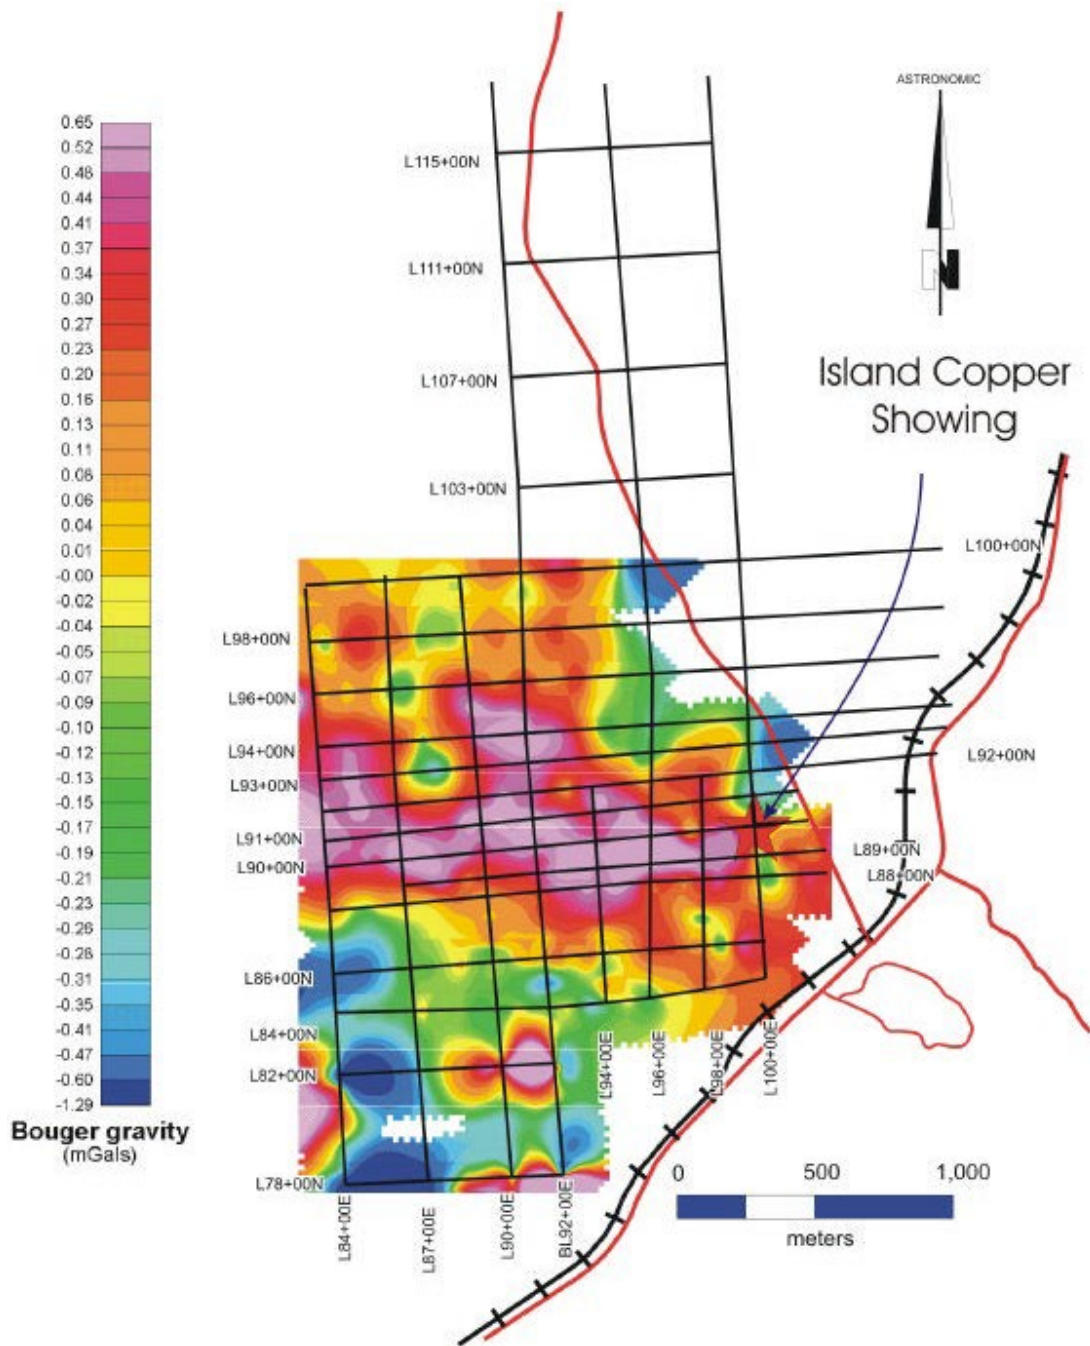 ASTRONOMIC
N
Island Copper
Showing
0.65
0.52
0.48
0.44
0.41
0.37
0.34
0.30
0.27
0.23
0.20
0.16
0.13
0.11
0.08
0.06
0.04
0.01
-0.00
-0.02
-0.04
-0.07
-0.09
-0.10
-0.12
-0.13
-0.15
-0.17
-0.19
-0.21
-0.23
-0.26
-0.28
-0.31
-0.35
-0.41
-0.47
-0.60
-1.29
Bouger gravity
(mGals)
L115+00N
L111+00N
L107+00N
L103+00N
L100+00N
L98+00N
L96+00N
L94+00N
L93+00N
L92+00N
L91+00N
L90+00N
L89+00N
L88+00N
L86+00N
L84+00N
L82+00N
L78+00N
L84+00E
L87+00E
L90+00E
BL92+00E
L94+00E
L96+00E
L98+00E
L100+00E
0 500 1,000
meters